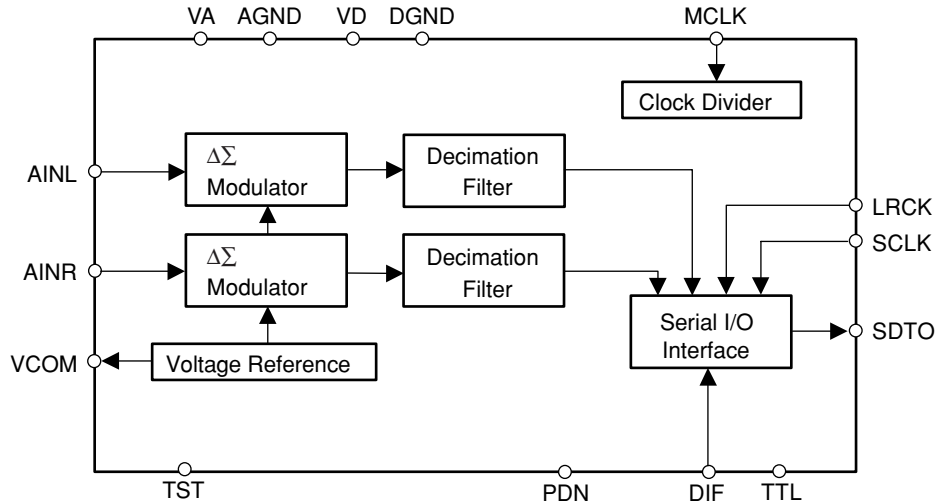 VA AGND VD DGND MCLK
Clock Divider
AINL
ΔΣ
Modulator
Decimation
Filter
LRCK
SCLK
AINR
ΔΣ
Modulator
Decimation
Filter
Serial I/O
Interface
SDTO
VCOM
Voltage Reference
TST PDN DIF TTL